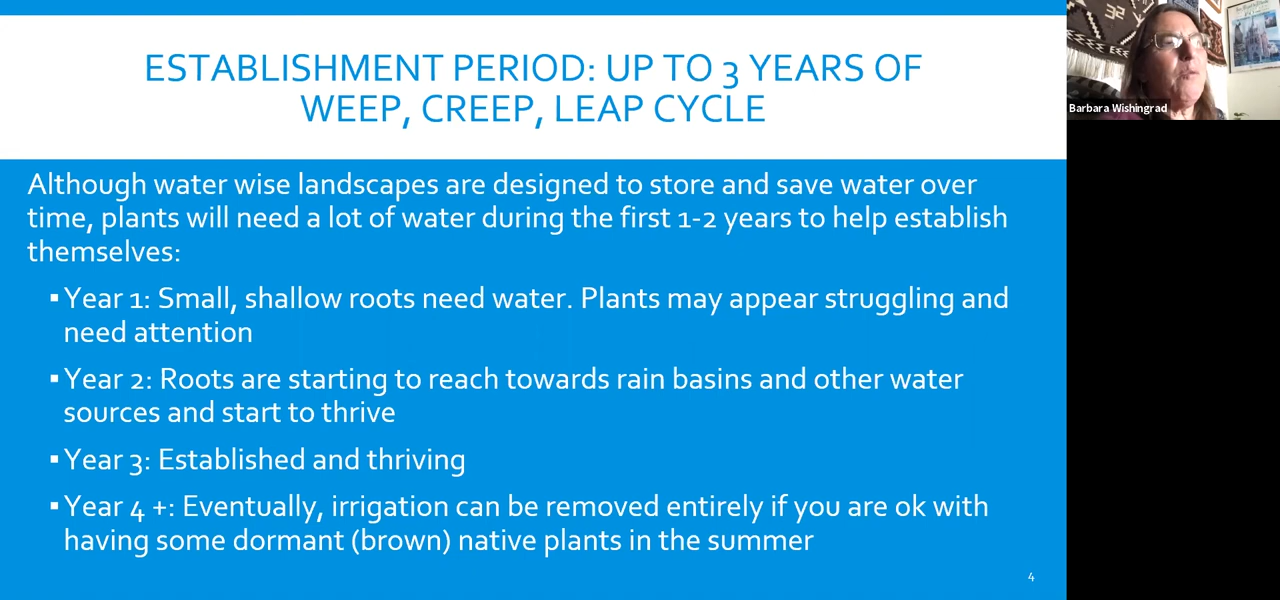 ESTABLISHMENT PERIOD: UP TO 3 YEARS OF
WEEP, CREEP, LEAP CYCLE
Although water wise landscapes are designed to store and save water over
time, plants will need a lot of water during the first 1-2 years to help establish
themselves:
▪ Year 1: Small, shallow roots need water. Plants may appear struggling and
need attention
▪ Year 2: Roots are starting to reach towards rain basins and other water
sources and start to thrive
▪ Year 3: Established and thriving
▪ Year 4 +: Eventually, irrigation can be removed entirely if you are ok with
having some dormant (brown) native plants in the summer
4
Barbara Wishingrad